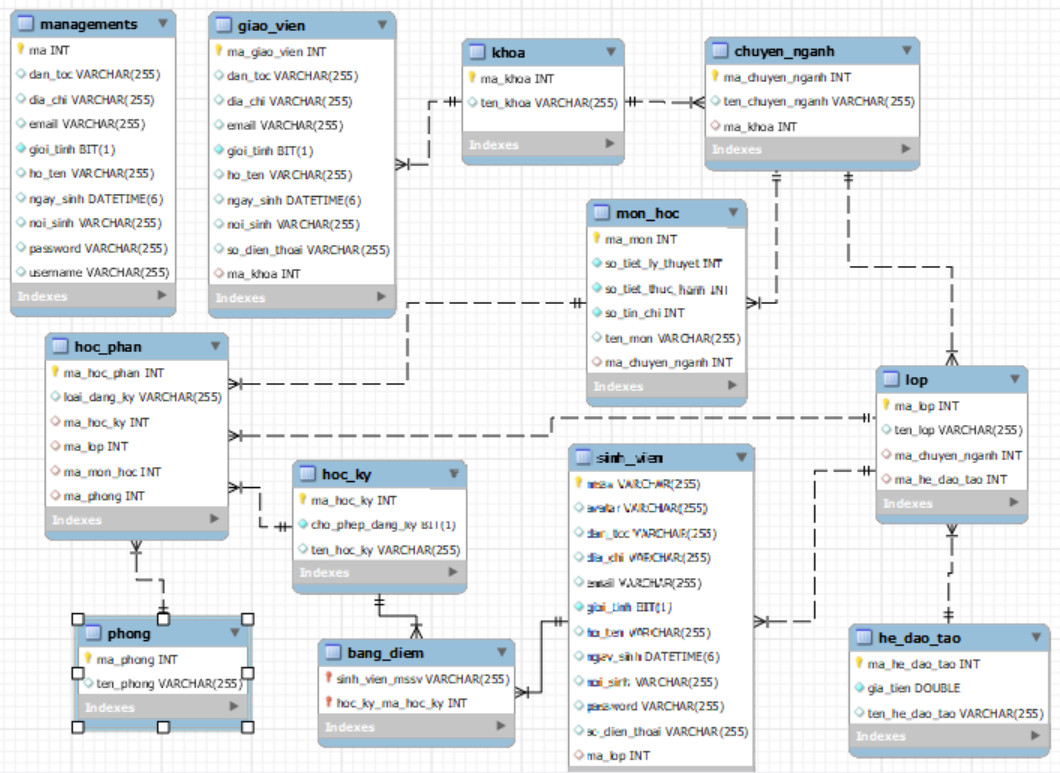 managements
ma INT
dan_toc VARCHAR(255)
dia_chi VARCHAR(255)
email VARCHAR(255)
gioi_tinh BIT(1)
ho_ten VARCHAR(255)
ngay_sinh DATETIME(6)
noi_sinh VARCHAR(255)
password VARCHAR(255)
username VARCHAR(255)
Indexes
giao_vien
ma_giao_vien INT
dan_toc VARCHAR(255)
dia_chi VARCHAR(255)
email VARCHAR(255)
gioi_tinh BIT(1)
ho_ten VARCHAR(255)
ngay_sinh DATETIME(6)
noi_sinh VARCHAR(255)
so_dien_thoai VARCHAR(255)
ma_khoa INT
Indexes
khoa
ma_khoa INT
ten_khoa VARCHAR(255)
Indexes
chuyen_nganh
ma_chuyen_nganh INT
ten_chuyen_nganh VARCHAR(255)
ma_khoa INT
Indexes
mon_hoc
ma_mon INT
so_tiet_ly_thuyet INT
so_tiet_thuc_hanh INT
so_tin_chi INT
ten_mon VARCHAR(255)
ma_chuyen_nganh INT
Indexes
hoc_phan
ma_hoc_phan INT
loai_dang_ky VARCHAR(255)
ma_hoc_ky INT
ma_lop INT
ma_mon_hoc INT
ma_phong INT
Indexes
lop
ma_lop INT
ten_lop VARCHAR(255)
ma_chuyen_nganh INT
ma_he_dao_tao INT
Indexes
hoc_ky
ma_hoc_ky INT
cho_phep_dang_ky BIT(1)
ten_hoc_ky VARCHAR(255)
Indexes
sinh_vien
mssv VARCHAR(255)
avatar VARCHAR(255)
dan_toc VARCHAR(255)
dia_chi VARCHAR(255)
email VARCHAR(255)
gioi_tinh BIT(1)
ho_ten VARCHAR(255)
ngay_sinh DATETIME(6)
noi_sinh VARCHAR(255)
password VARCHAR(255)
so_dien_thoai VARCHAR(255)
ma_lop INT
phong
ma_phong INT
ten_phong VARCHAR(255)
Indexes
bang_diem
sinh_vien_mssv VARCHAR(255)
hoc_ky_ma_hoc_ky INT
Indexes
he_dao_tao
ma_he_dao_tao INT
gia_tien DOUBLE
ten_he_dao_tao VARCHAR(255)
Indexes